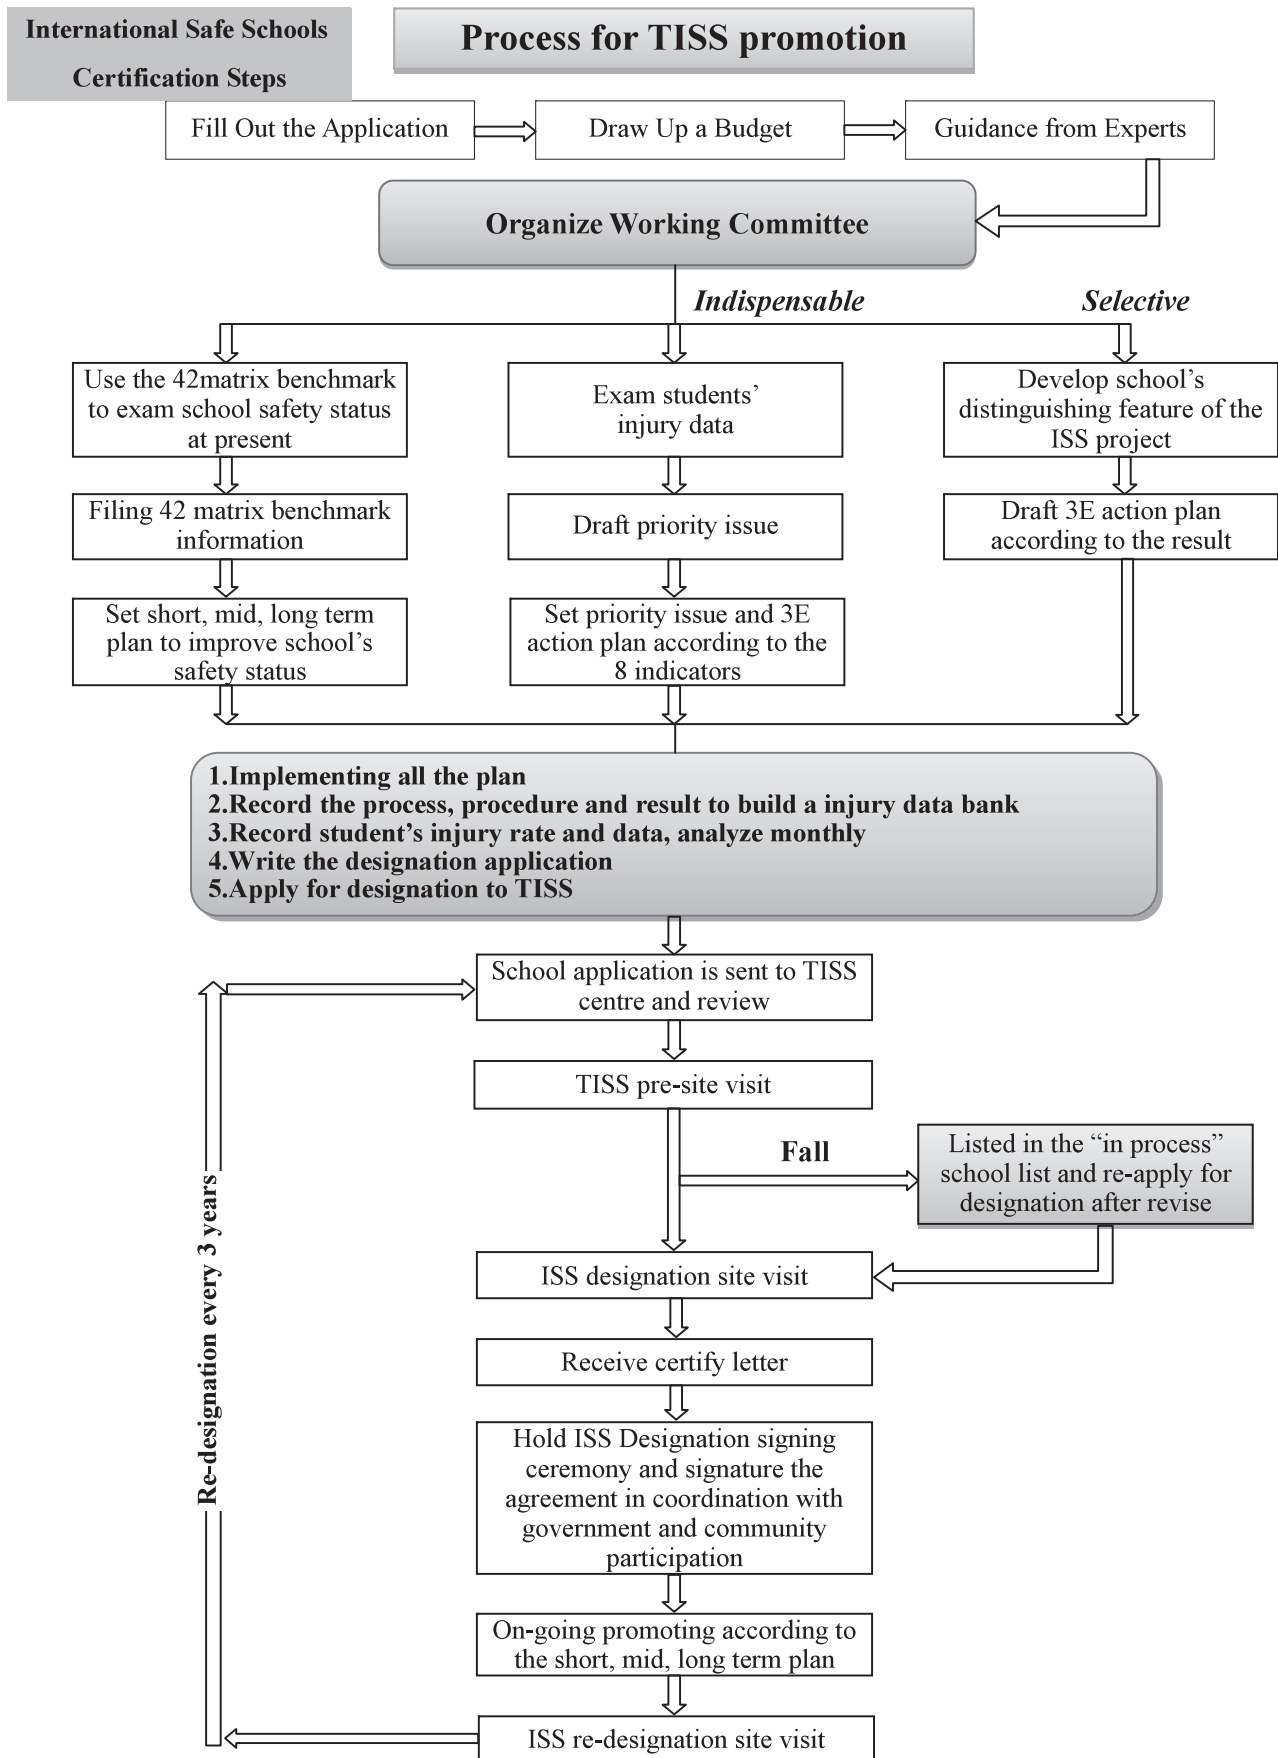 International Safe Schools
Certification Steps
Process for TISS promotion
Fill Out the Application
Draw Up a Budget
Guidance from Experts
Organize Working Committee
Indispensable
Selective
Use the 42matrix benchmark
to exam school safety status
at present
Exam students’
injury data
Develop school’s
distinguishing feature of the
ISS project
Filing 42 matrix benchmark
information
Draft priority issue
Draft 3E action plan
according to the result
Set short, mid, long term
plan to improve school’s
safety status
Set priority issue and 3E
action plan according to the
8 indicators
1.Implementing all the plan
2.Record the process, procedure and result to build a injury data bank
3.Record student’s injury rate and data, analyze monthly
4.Write the designation application
5.Apply for designation to TISS
School application is sent to TISS
centre and review
TISS pre-site visit
Fall
Listed in the “in process”
school list and re-apply for
designation after revise
Re-designation every 3 years
ISS designation site visit
Receive certify letter
Hold ISS Designation signing
ceremony and signature the
agreement in coordination with
government and community
participation
On-going promoting according to
the short, mid, long term plan
ISS re-designation site visit